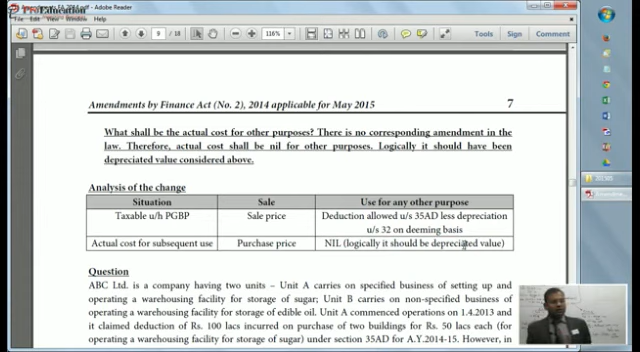 ProEducation
Adobe Reader
File Edit View Window Help
9 / 18 116% Tools Sign Comment
Amendments by Finance Act (No. 2), 2014 applicable for May 2015 7
What shall be the actual cost for other purposes? There is no corresponding amendment in the
law. Therefore, actual cost shall be nil for other purposes. Logically it should have been
depreciated value considered above.
Analysis of the change
Situation Sale Use for any other purpose
Taxable u/h PGBP Sale price Deduction allowed u/s 35AD less depreciation
u/s 32 on deeming basis
Actual cost for subsequent use Purchase price NIL (logically it should be depreciated value)
Question
ABC Ltd. is a company having two units – Unit A carries on specified business of setting up and
operating a warehousing facility for storage of sugar; Unit B carries on non-specified business of
operating a warehousing facility for storage of edible oil. Unit A commenced operations on 1.4.2013 and
it claimed deduction of Rs. 100 lacs incurred on purchase of two buildings for Rs. 50 lacs each (for
operating a warehousing facility for storage of sugar) under section 35AD for A.Y.2014-15. However, in